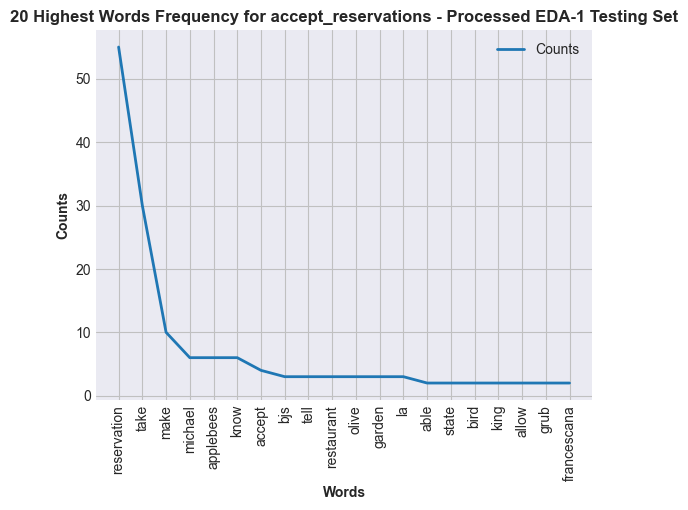 20 Highest Words Frequency for accept_reservations - Processed EDA-1 Testing Set
Counts
Counts
50
40
30
20
10
0
reservation
take
make
michael
applebees
know
accept
bjs
tell
restaurant
olive
garden
la
able
state
bird
king
allow
grub
francescana
Words